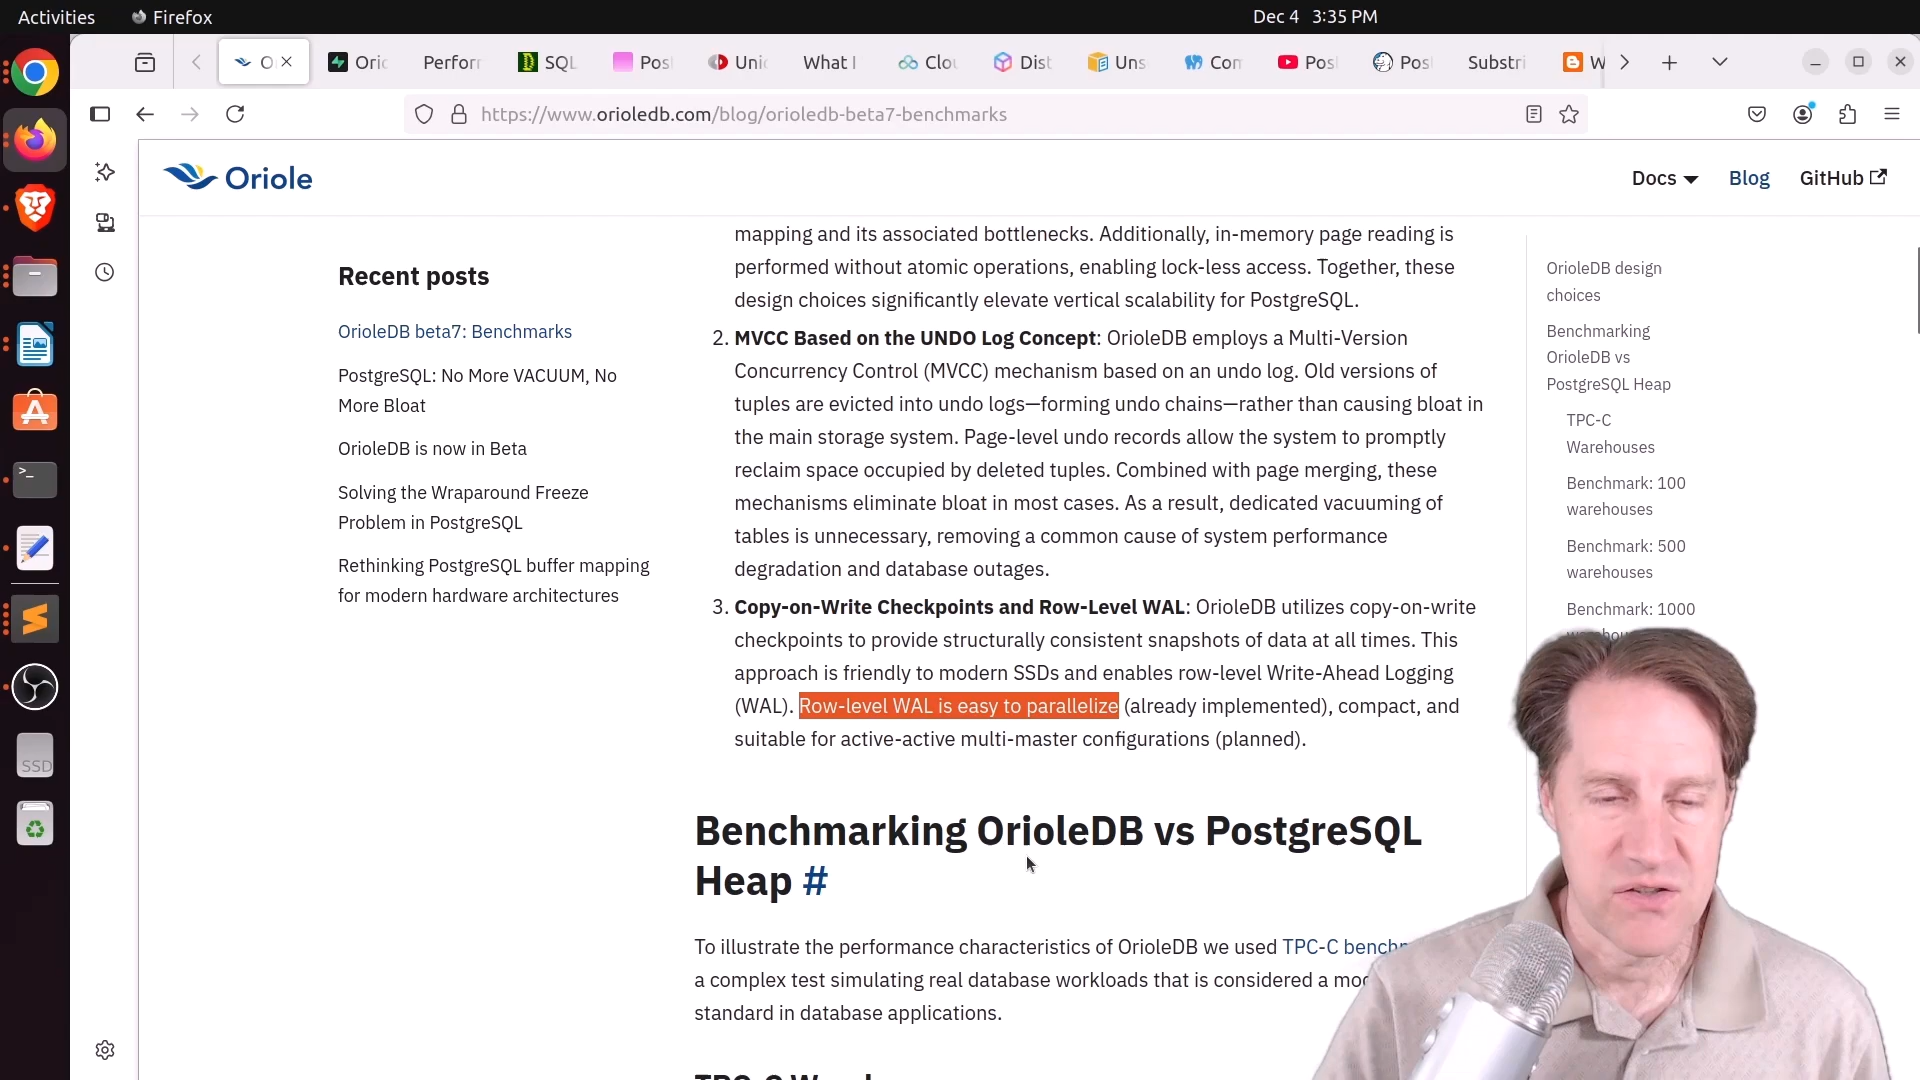 Activities
Firefox
Dec 4 3:35 PM
O
Orio
Perform
SQL
Pos
Uni
What I
Clo
Dist
Uns
Com
Pos
Pos
Substri
W
https://www.orioledb.com/blog/orioledb-beta7-benchmarks
Oriole
Docs
Blog
GitHub
Recent posts
OrioleDB beta7: Benchmarks
PostgreSQL: No More VACUUM, No
More Bloat
OrioleDB is now in Beta
Solving the Wraparound Freeze
Problem in PostgreSQL
Rethinking PostgreSQL buffer mapping
for modern hardware architectures
mapping and its associated bottlenecks. Additionally, in-memory page reading is
performed without atomic operations, enabling lock-less access. Together, these
design choices significantly elevate vertical scalability for PostgreSQL.
2. MVCC Based on the UNDO Log Concept: OrioleDB employs a Multi-Version
Concurrency Control (MVCC) mechanism based on an undo log. Old versions of
tuples are evicted into undo logs—forming undo chains—rather than causing bloat in
the main storage system. Page-level undo records allow the system to promptly
reclaim space occupied by deleted tuples. Combined with page merging, these
mechanisms eliminate bloat in most cases. As a result, dedicated vacuuming of
tables is unnecessary, removing a common cause of system performance
degradation and database outages.
3. Copy-on-Write Checkpoints and Row-Level WAL: OrioleDB utilizes copy-on-write
checkpoints to provide structurally consistent snapshots of data at all times. This
approach is friendly to modern SSDs and enables row-level Write-Ahead Logging
(WAL). Row-level WAL is easy to parallelize (already implemented), compact, and
suitable for active-active multi-master configurations (planned).
Benchmarking OrioleDB vs PostgreSQL
Heap #
To illustrate the performance characteristics of OrioleDB we used TPC-C
a complex test simulating real database workloads that is considered a
standard in database applications.
OrioleDB design
choices
Benchmarking
OrioleDB vs
PostgreSQL Heap
TPC-C
Warehouses
Benchmark: 100
warehouses
Benchmark: 500
warehouses
Benchmark: 1000
SSD